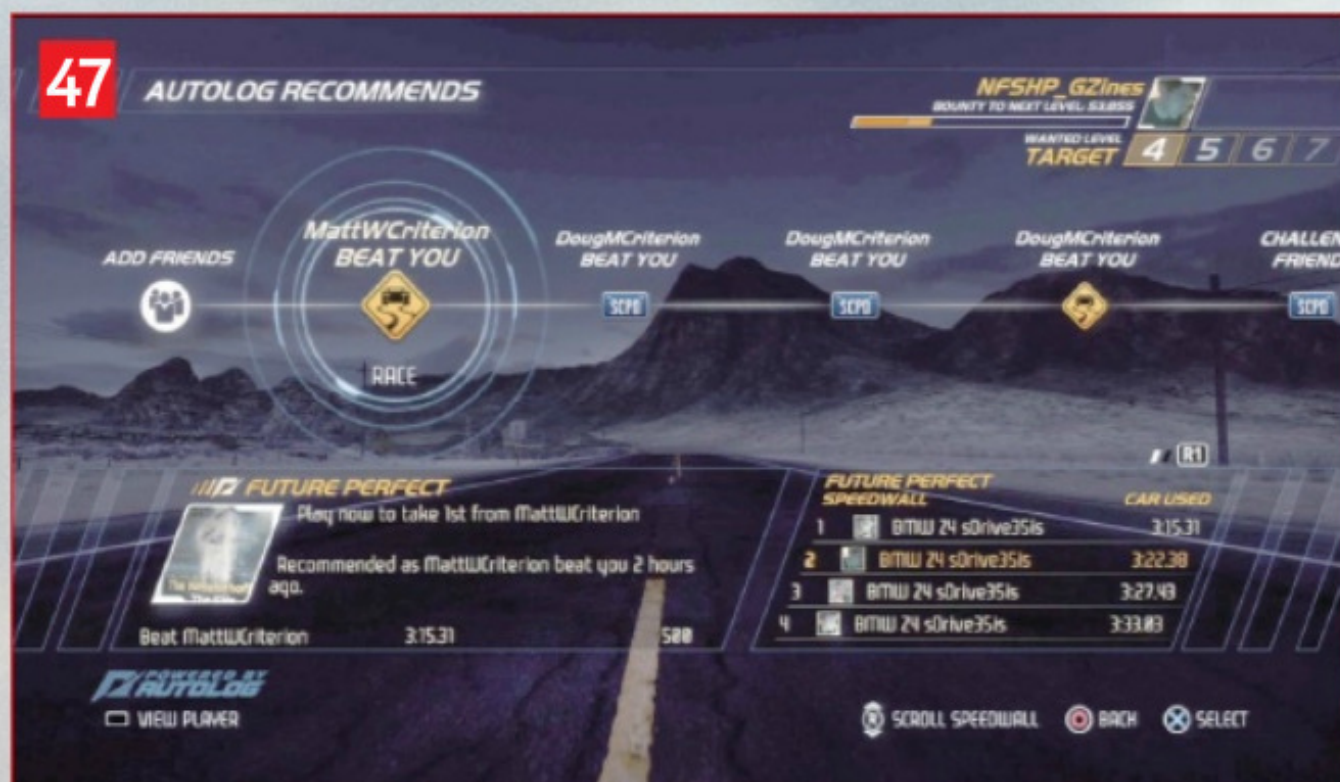 47
AUTOLOG RECOMMENDS
NFSHP_GZines
BOUNTY TO NEXT LEVEL 53,855
WANTED LEVEL
TARGET 4 5 6 7
ADD FRIENDS
MattWCriterion
BEAT YOU
RACE
DougMCriterion
BEAT YOU
SCPD
DougMCriterion
BEAT YOU
SCPD
DougMCriterion
BEAT YOU
CHALLEN
FRIEND
SCPD
R1
FUTURE PERFECT
Play now to take 1st from MattWCriterion
Recommended as MattWCriterion beat you 2 hours
ago.
Beat MattWCriterion 3:15.31 500
FUTURE PERFECT
SPEEDWALL CAR USED
1 BMW Z4 sDrive35is 3:15.31
2 BMW Z4 sDrive35is 3:22.38
3 BMW Z4 sDrive35is 3:27.43
4 BMW Z4 sDrive35is 3:33.03
POWERED BY
AUTOLOG
VIEW PLAYER
R SCROLL SPEEDWALL BACK SELECT